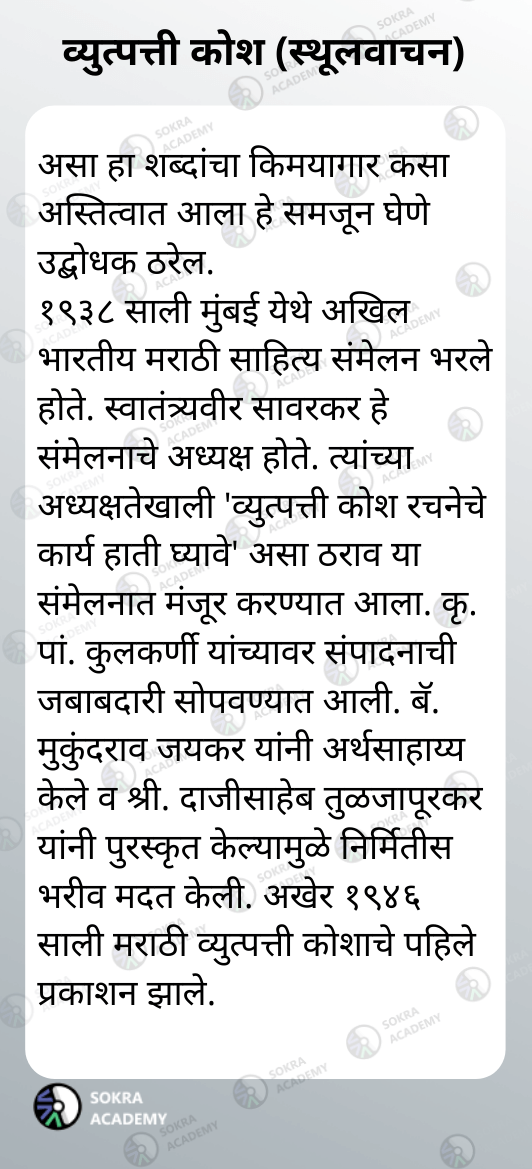 व्युत्पत्ती कोश (स्थूलवाचन)
असा हा शब्दांचा किमयागार कसा
अस्तित्वात आला हे समजून घेणे
उद्बोधक ठरेल.
१९३८ साली मुंबई येथे अखिल
भारतीय मराठी साहित्य संमेलन भरले
होते. स्वातंत्र्यवीर सावरकर हे
संमेलनाचे अध्यक्ष होते. त्यांच्या
अध्यक्षतेखाली 'व्युत्पत्ती कोश रचनेचे
कार्य हाती घ्यावे' असा ठराव या
संमेलनात मंजूर करण्यात आला. कृ.
पां. कुलकर्णी यांच्यावर संपादनाची
जबाबदारी सोपवण्यात आली. बॅ.
मुकुंदराव जयकर यांनी अर्थसाहाय्य
केले व श्री. दाजीसाहेब तुळजापूरकर
यांनी पुरस्कृत केल्यामुळे निर्मितीस
भरीव मदत केली. अखेर १९४६
साली मराठी व्युत्पत्ती कोशाचे पहिले
प्रकाशन झाले.
SOKRA
ACADEMY